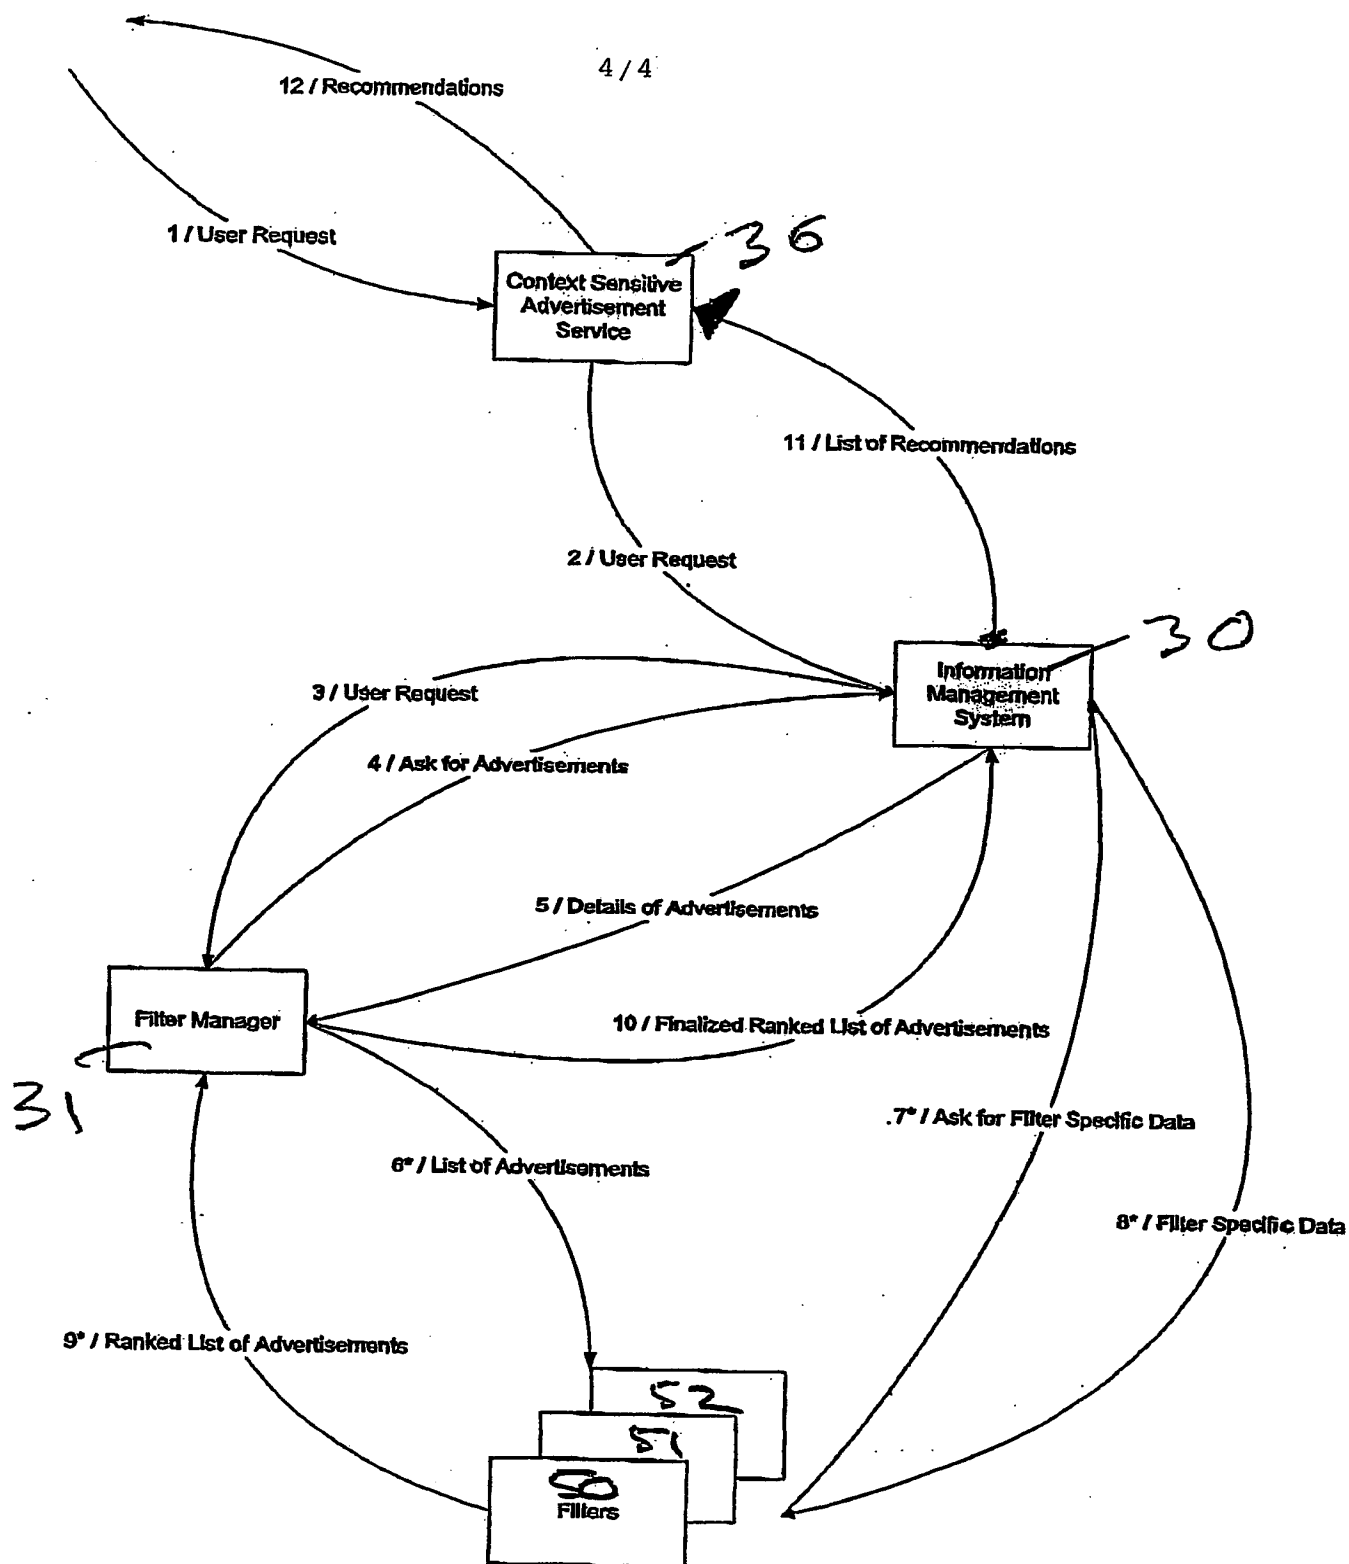 4/4
12 / Recommendations
1 / User Request
36
Context Sensitive
Advertisement
Service
11 / List of Recommendations
2 / User Request
30
Information
Management
System
3 / User Request
4 / Ask for Advertisements
5 / Details of Advertisements
Filter Manager
10 / Finalized Ranked List of Advertisements
31
.7* / Ask for Filter Specific Data
6* / List of Advertisements
8* / Filter Specific Data
9* / Ranked List of Advertisements
52
51
50
Filters